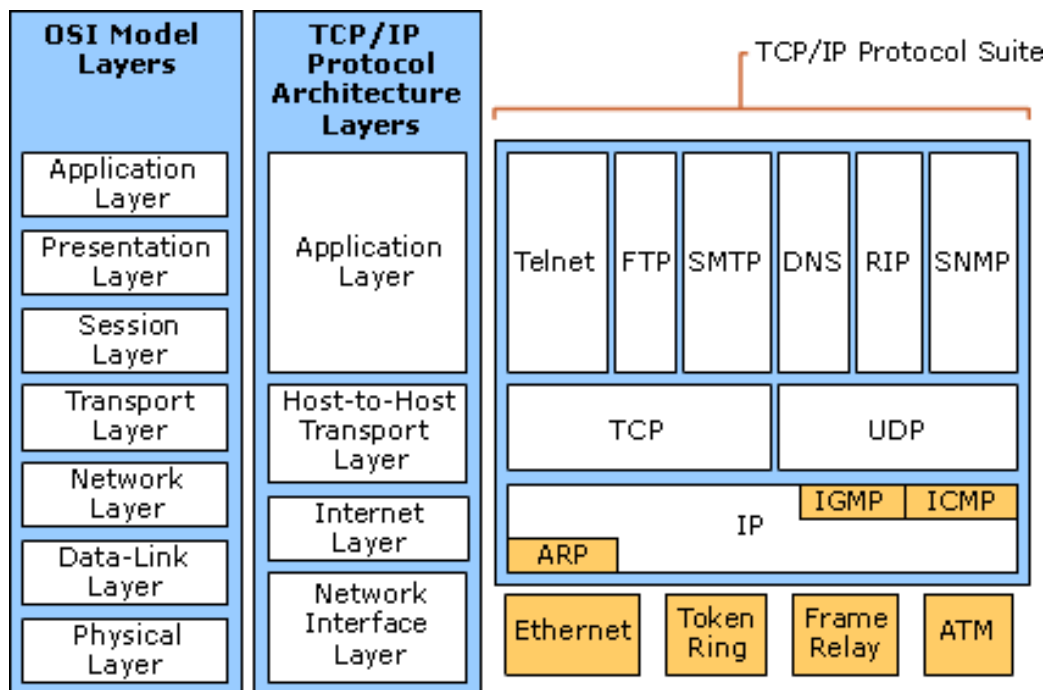 OSI Model
Layers
Application
Layer
Presentation
Layer
Session
Layer
Transport
Layer
Network
Layer
Data-Link
Layer
Physical
Layer
TCP/IP
Protocol
Architecture
Layers
Application
Layer
Host-to-Host
Transport
Layer
Internet
Layer
Network
Interface
Layer
TCP/IP Protocol Suite
Telnet
FTP
SMTP
DNS
RIP
SNMP
TCP
UDP
IGMP
ICMP
IP
ARP
Ethernet
Token
Ring
Frame
Relay
ATM